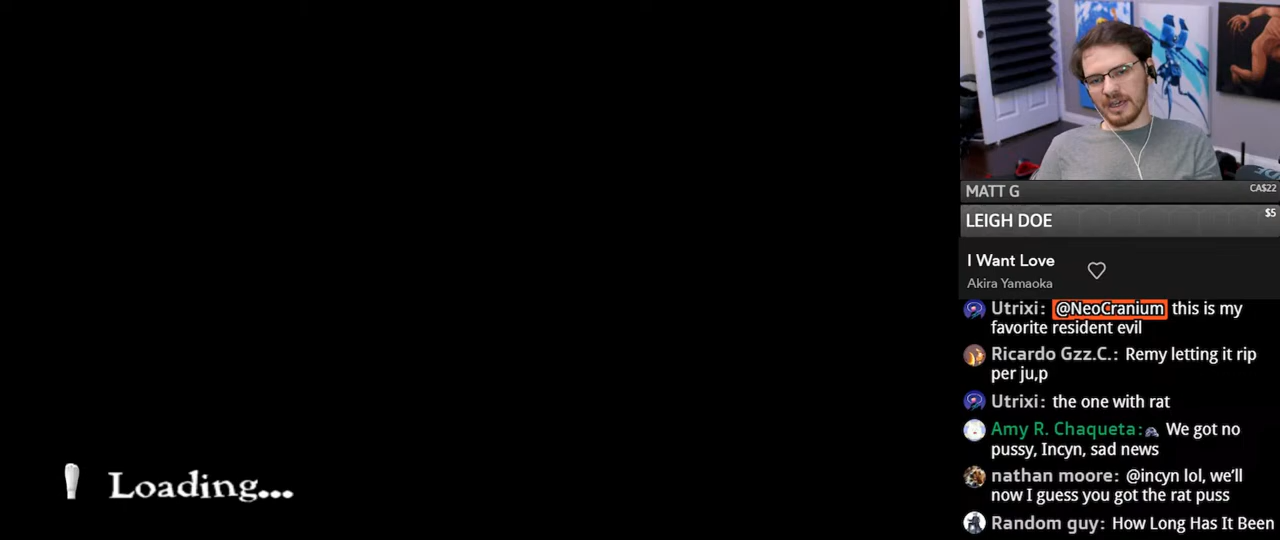 MATT G CA$22
LEIGH DOE $5
I Want Love
Akira Yamaoka
Utrixi: @NeoCranium this is my
favorite resident evil
Ricardo Gzz.C.: Remy letting it rip
per ju,p
Utrixi: the one with rat
Amy R. Chaqueta: We got no
pussy, Incyn, sad news
nathan moore: @incyn lol, we'll
now I guess you got the rat puss
Random guy: How Long Has It Been
Loading...